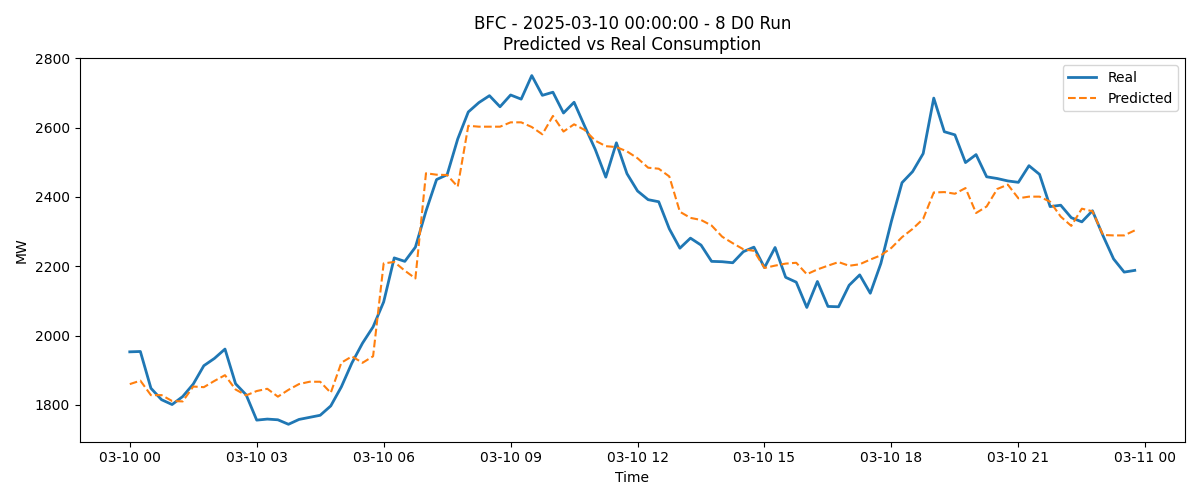 BFC - 2025-03-10 00:00:00 - 8 D0 Run
Predicted vs Real Consumption
2800
2600
2400
2200
2000
1800
MW
Real
Predicted
03-10 00
03-10 03
03-10 06
03-10 09
03-10 12
03-10 15
03-10 18
03-10 21
03-11 00
Time